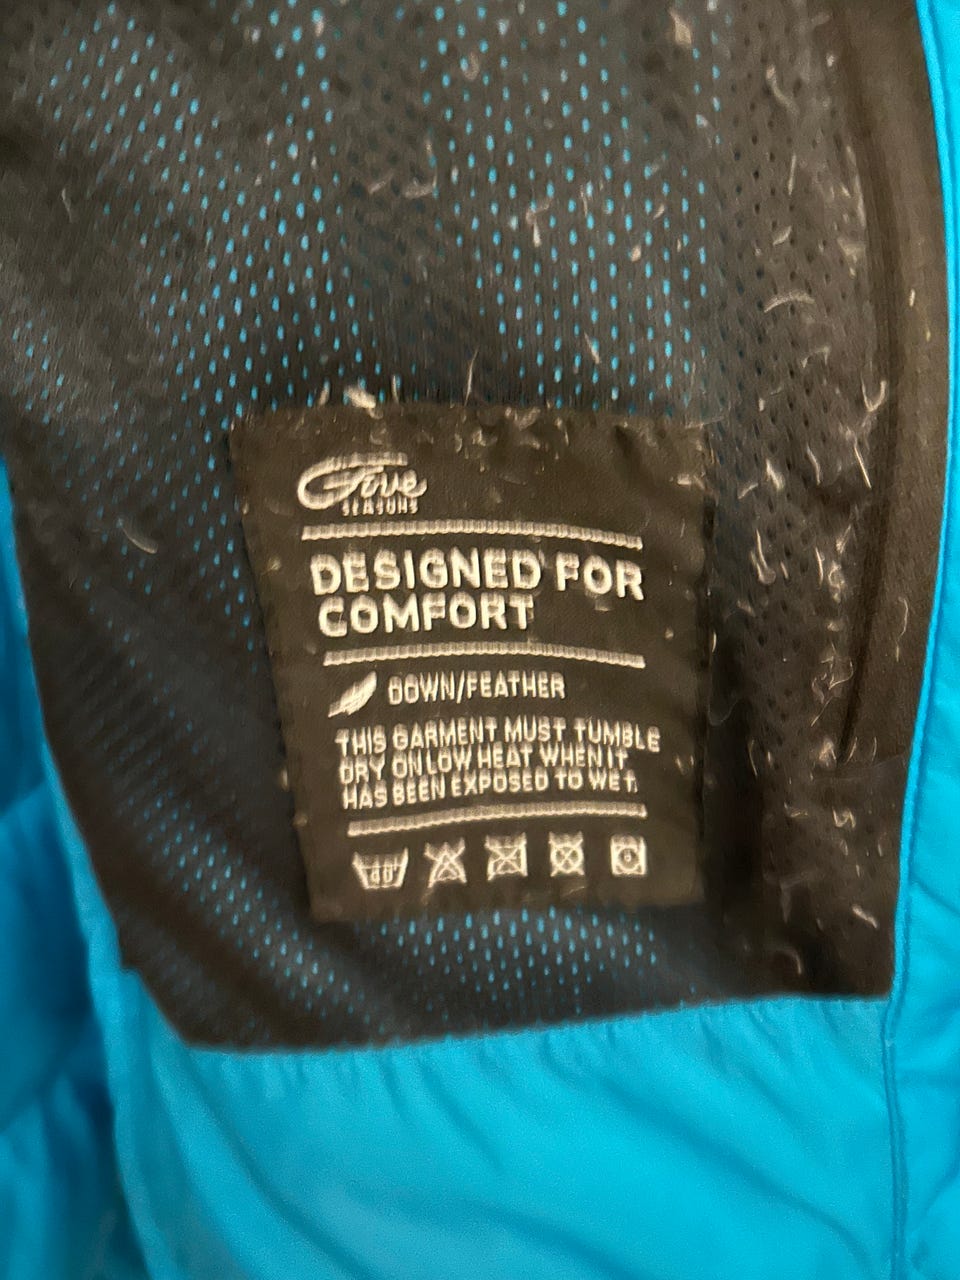 Five
SEASONS
DESIGNED FOR
COMFORT
DOWN/FEATHER
THIS GARMENT MUST TUMBLE
DRY ON LOW HEAT WHEN IT
HAS BEEN EXPOSED TO WET.
40°